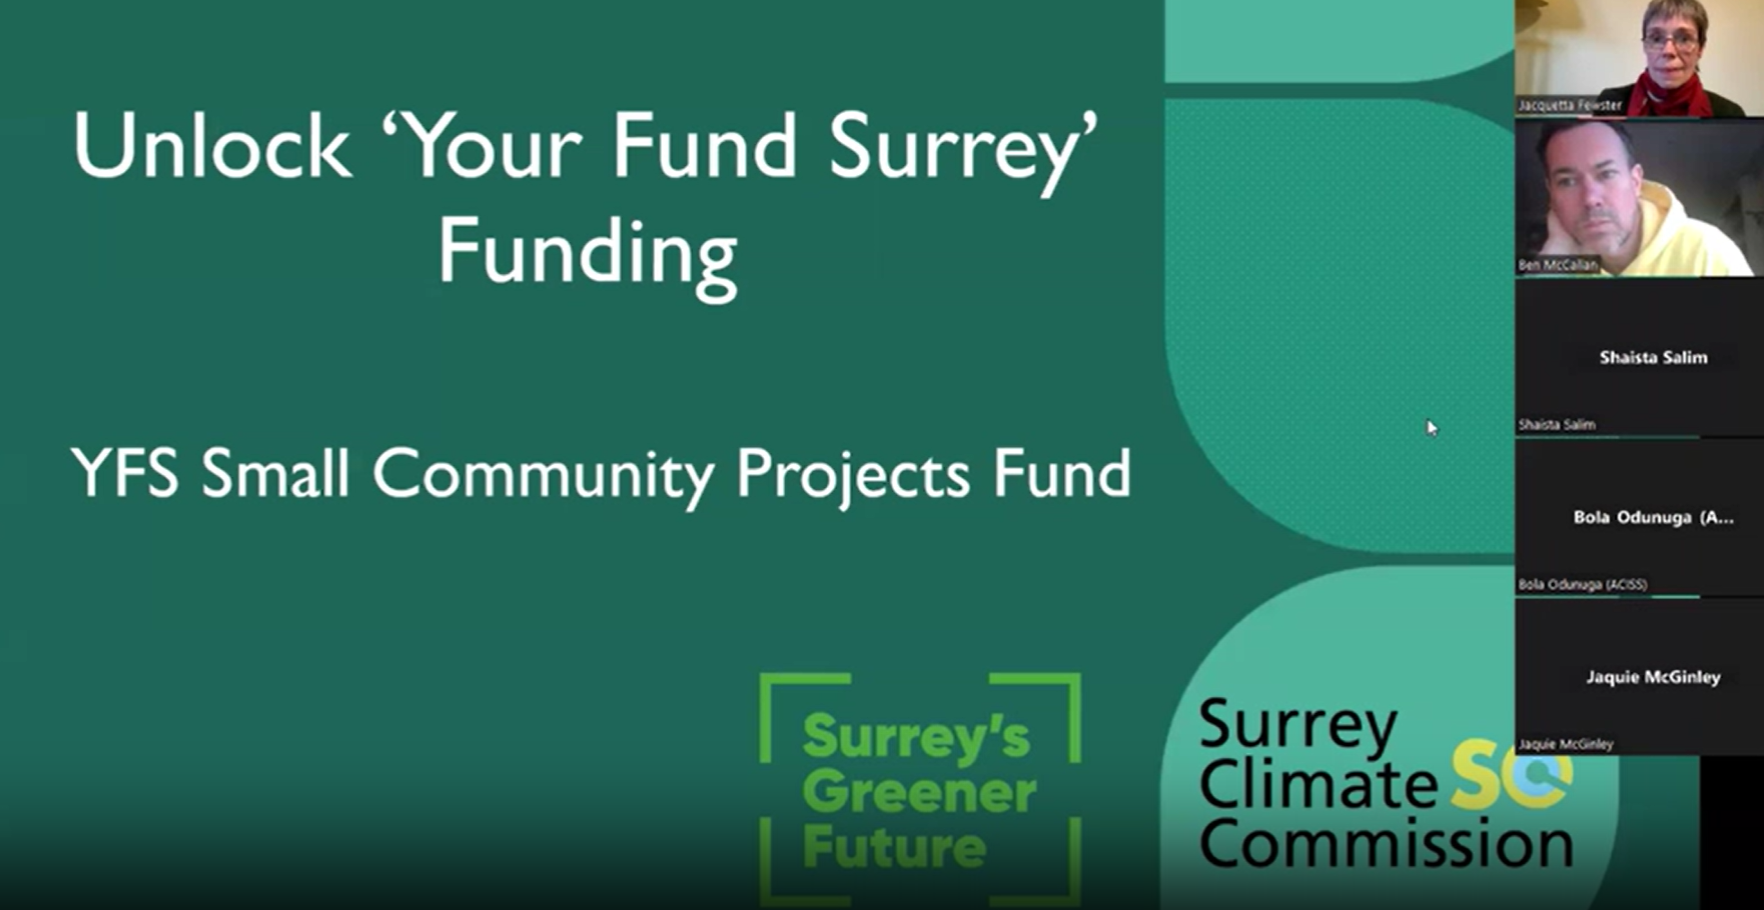 Unlock ‘Your Fund Surrey’
Funding
YFS Small Community Projects Fund
Surrey's
Greener
Future
Surrey
Climate
Commission
SC
Jacquetta Fewster
Ben McCallan
Shaista Salim
Shaista Salim
Bola Odunuga (A...
Bola Odunuga (ACISS)
Jaquie McGinley
Jaquie McGinley